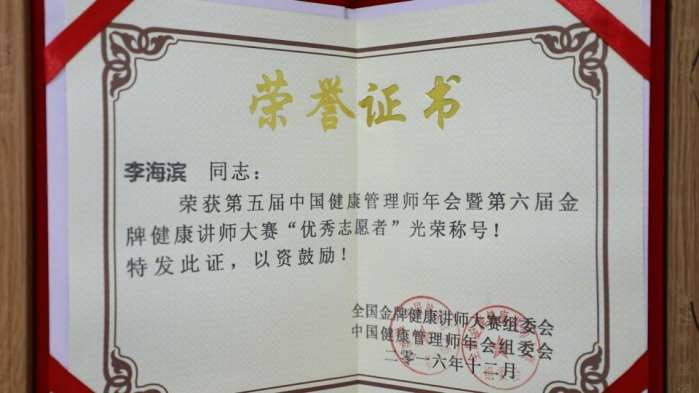 荣誉证书
李海滨 同志：
荣获第五届中国健康管理师年会暨第六届金
牌健康讲师大赛“优秀志愿者”光荣称号！
特发此证，以资鼓励！
全国金牌健康讲师大赛组委会
中国健康管理师年会组委会
二〇一六年十二月